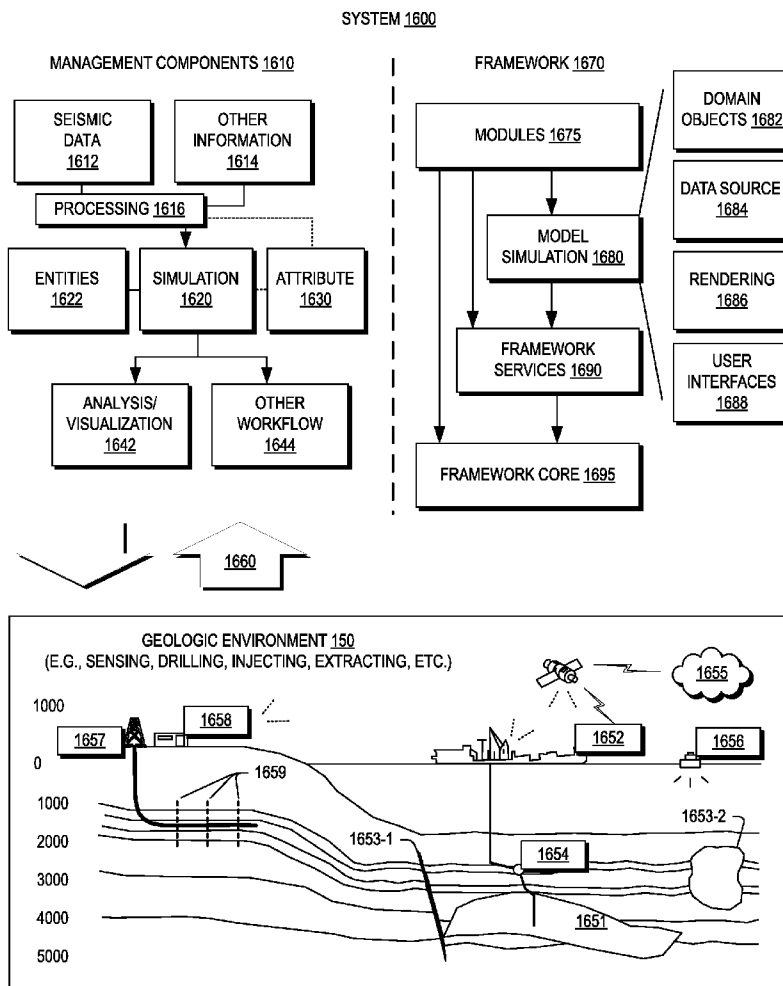 SYSTEM 1600
MANAGEMENT COMPONENTS 1610
SEISMIC
DATA
1612
OTHER
INFORMATION
1614
PROCESSING 1616
ENTITIES
1622
SIMULATION
1620
ATTRIBUTE
1630
ANALYSIS/
VISUALIZATION
1642
OTHER
WORKFLOW
1644
FRAMEWORK 1670
MODULES 1675
MODEL
SIMULATION 1680
FRAMEWORK
SERVICES 1690
FRAMEWORK CORE 1695
DOMAIN
OBJECTS 1682
DATA SOURCE
1684
RENDERING
1686
USER
INTERFACES
1688
1660
GEOLOGIC ENVIRONMENT 150
(E.G., SENSING, DRILLING, INJECTING, EXTRACTING, ETC.)
1000
0
1000
2000
3000
4000
5000
1657
1658
1659
1652
1655
1656
1653-1
1653-2
1654
1651